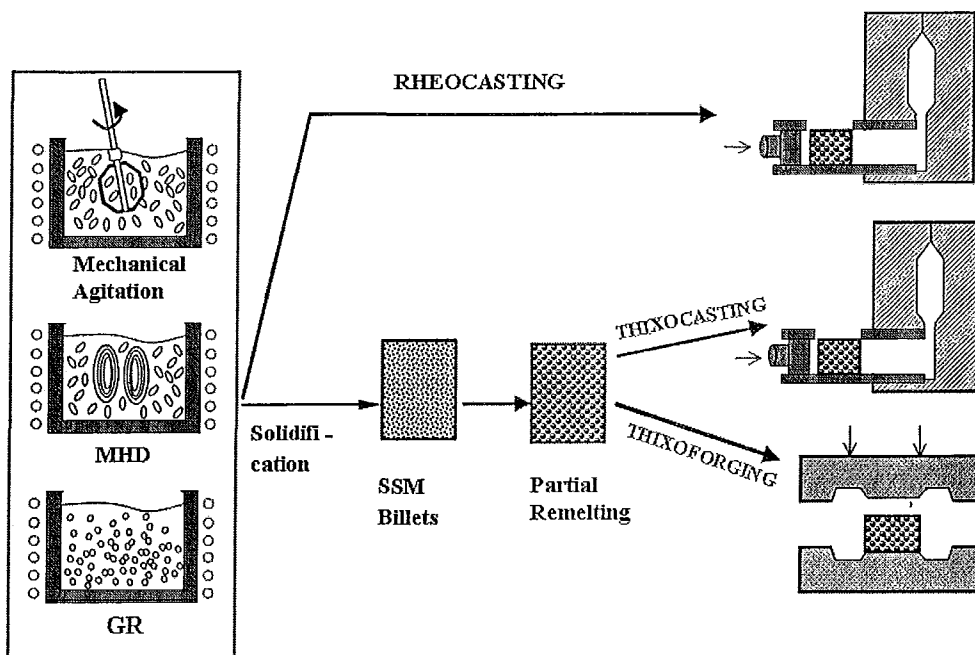 RHEOCASTING
Mechanical
Agitation
MHD
GR
Solidifi -
cation
SSM
Billets
Partial
Remelting
THIXOCASTING
THIXOFORGING